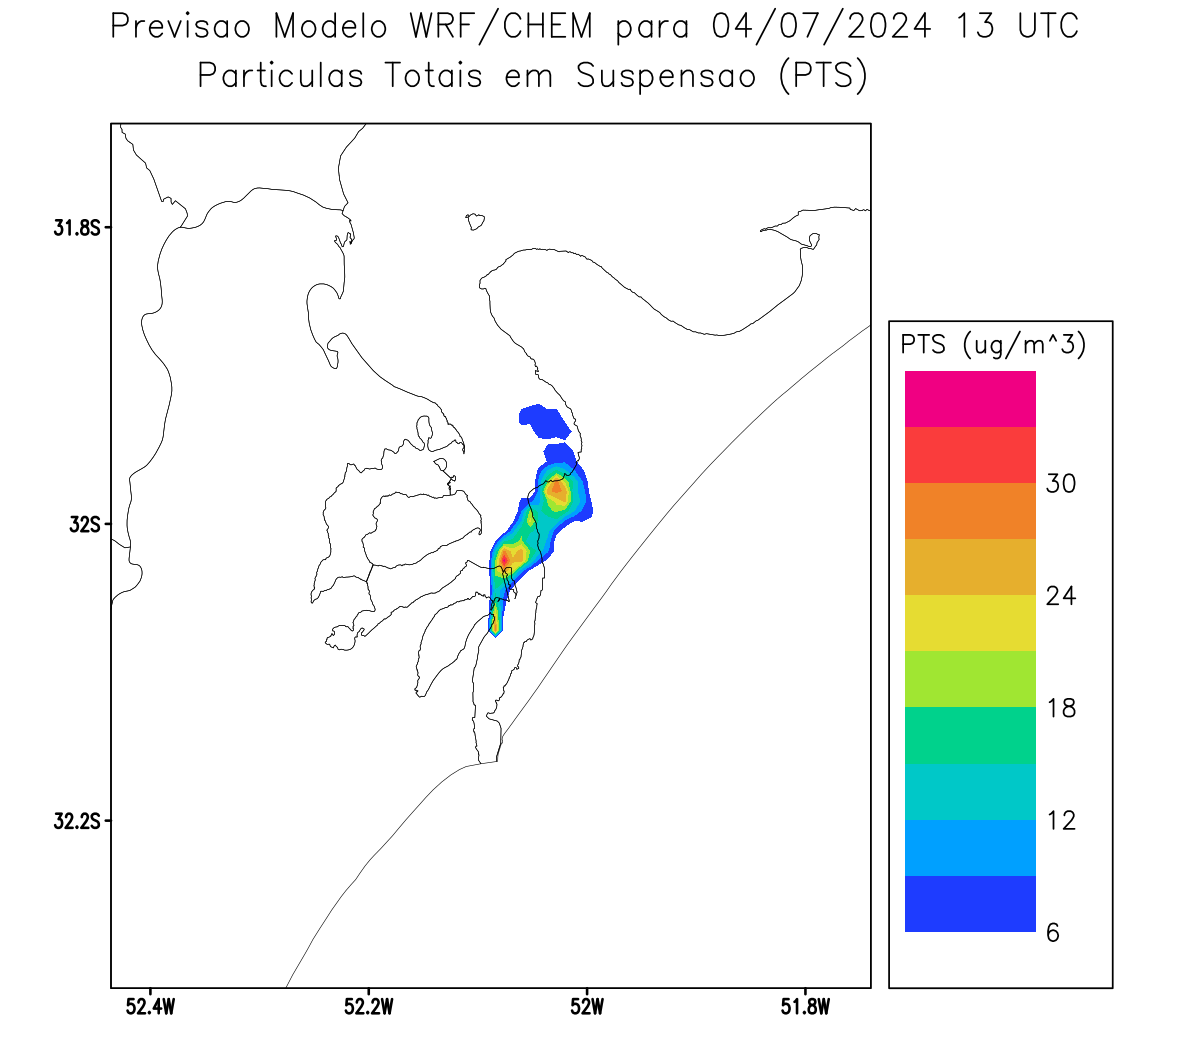 Previsao Modelo WRF/CHEM para 04/07/2024 13 UTC
Particulas Totais em Suspensao (PTS)
31.8S
32S
32.2S
52.4W
52.2W
52W
51.8W
PTS (ug/m^3)
30
24
18
12
6